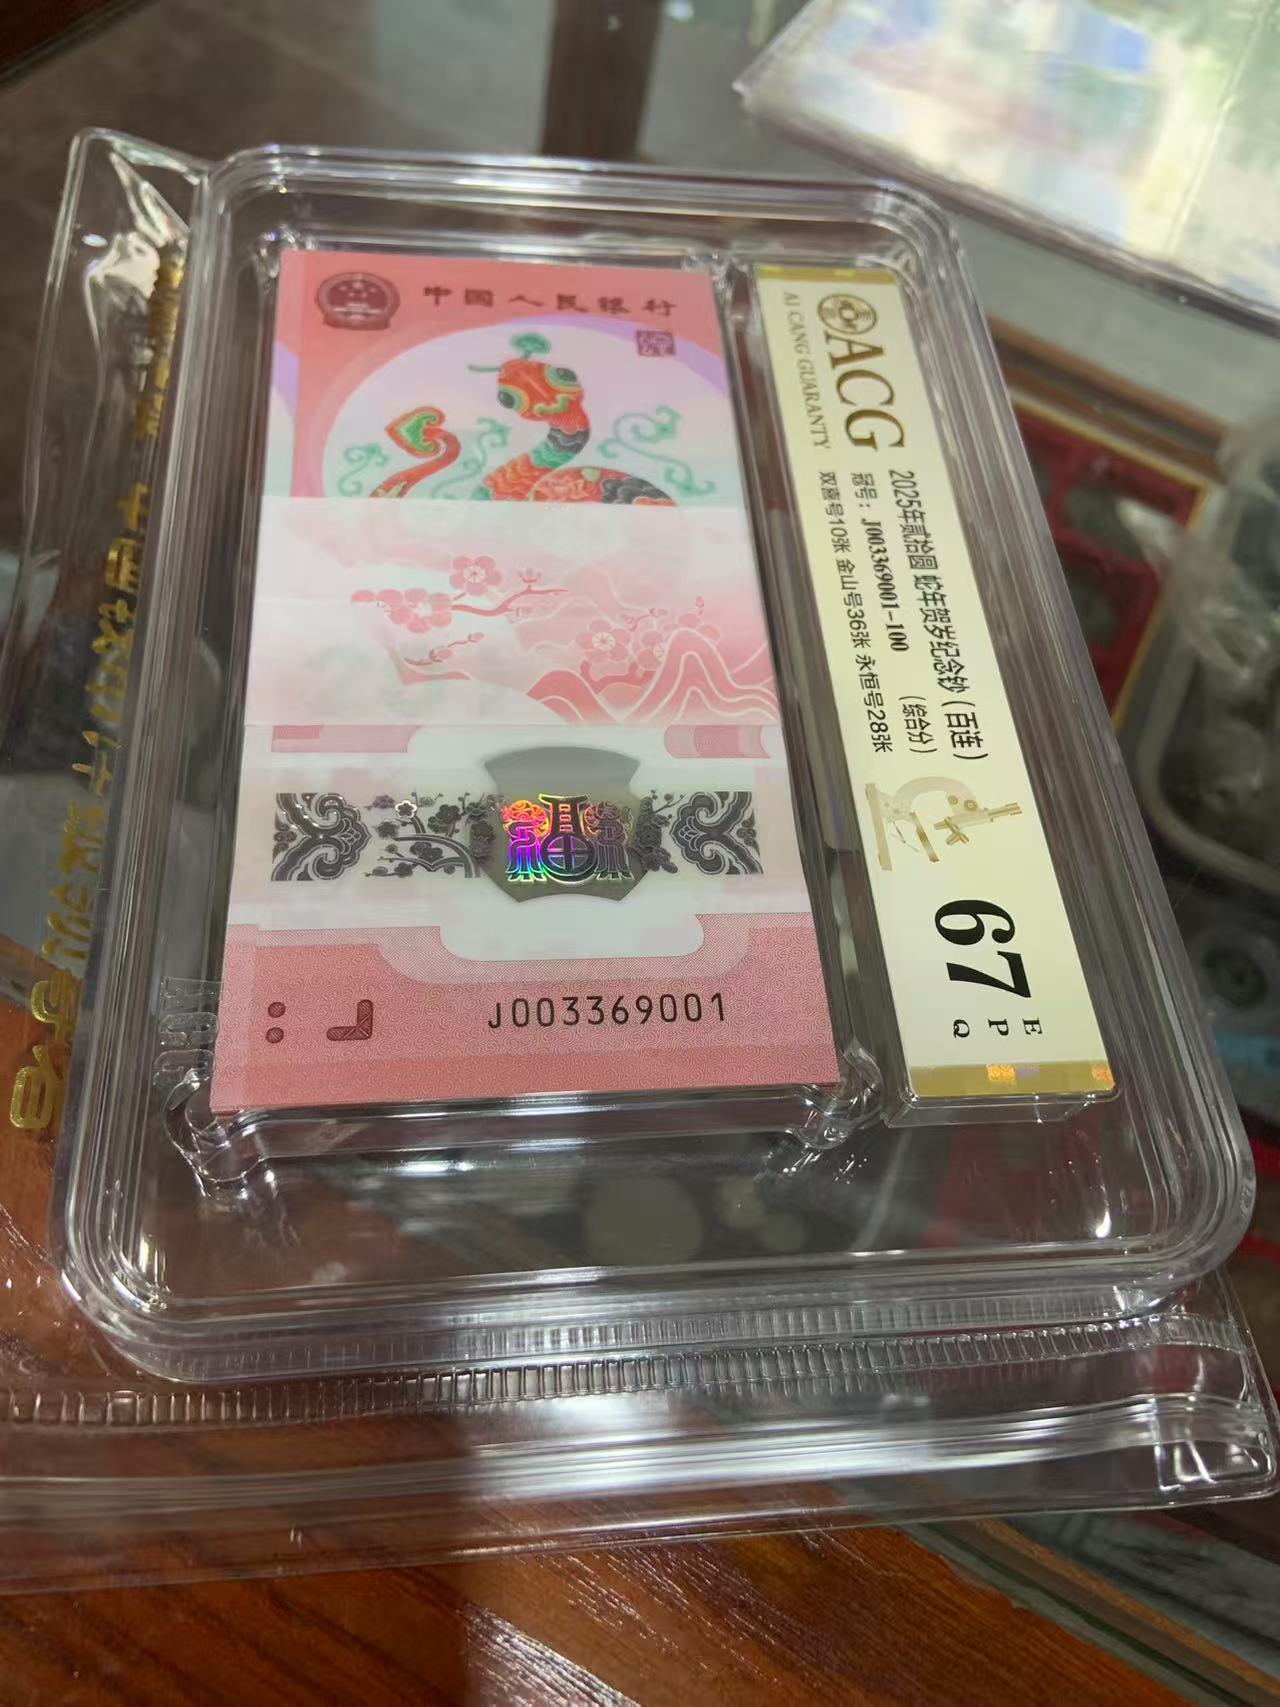 中国人民银行
J003369001
ACG
AI CANG GUARANTY
2025年贰拾圆 蛇年贺岁纪念钞（百连）
冠号：J003369001-100 （综合分）
双喜号10张 金山号36张 永恒号28张
67
E
P
Q